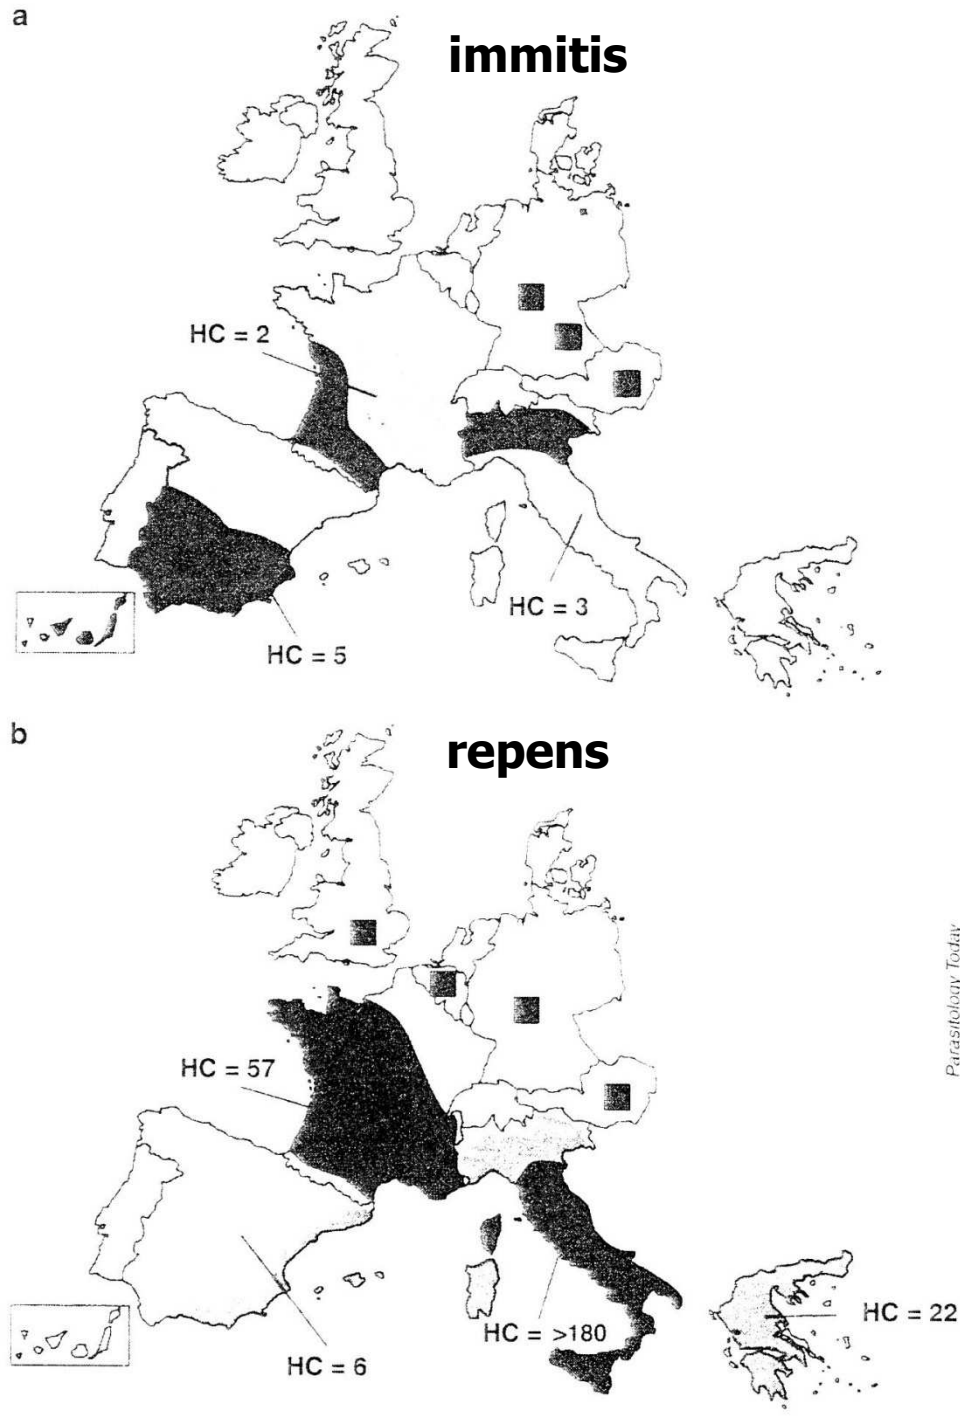 a
immitis
HC = 2
HC = 3
HC = 5
b
repens
HC = 57
HC = >180
HC = 22
HC = 6
Parasitology Today